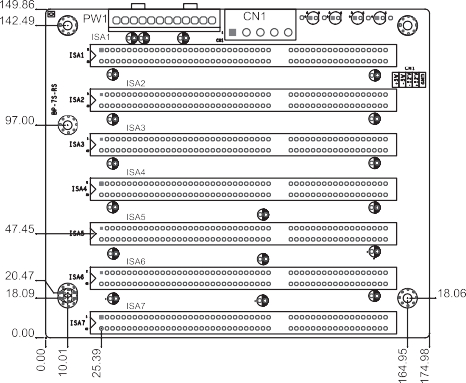 149.86
142.49
97.00
47.45
20.47
18.09
0.00
PW1
CN1
ISA1
ISA1
ISA2
ISA2
BP-7S-RS
ISA3
ISA3
ISA4
ISA4
ISA5
ISA5
ISA6
ISA6
ISA7
ISA7
18.06
0.00
10.01
25.39
164.95
174.98